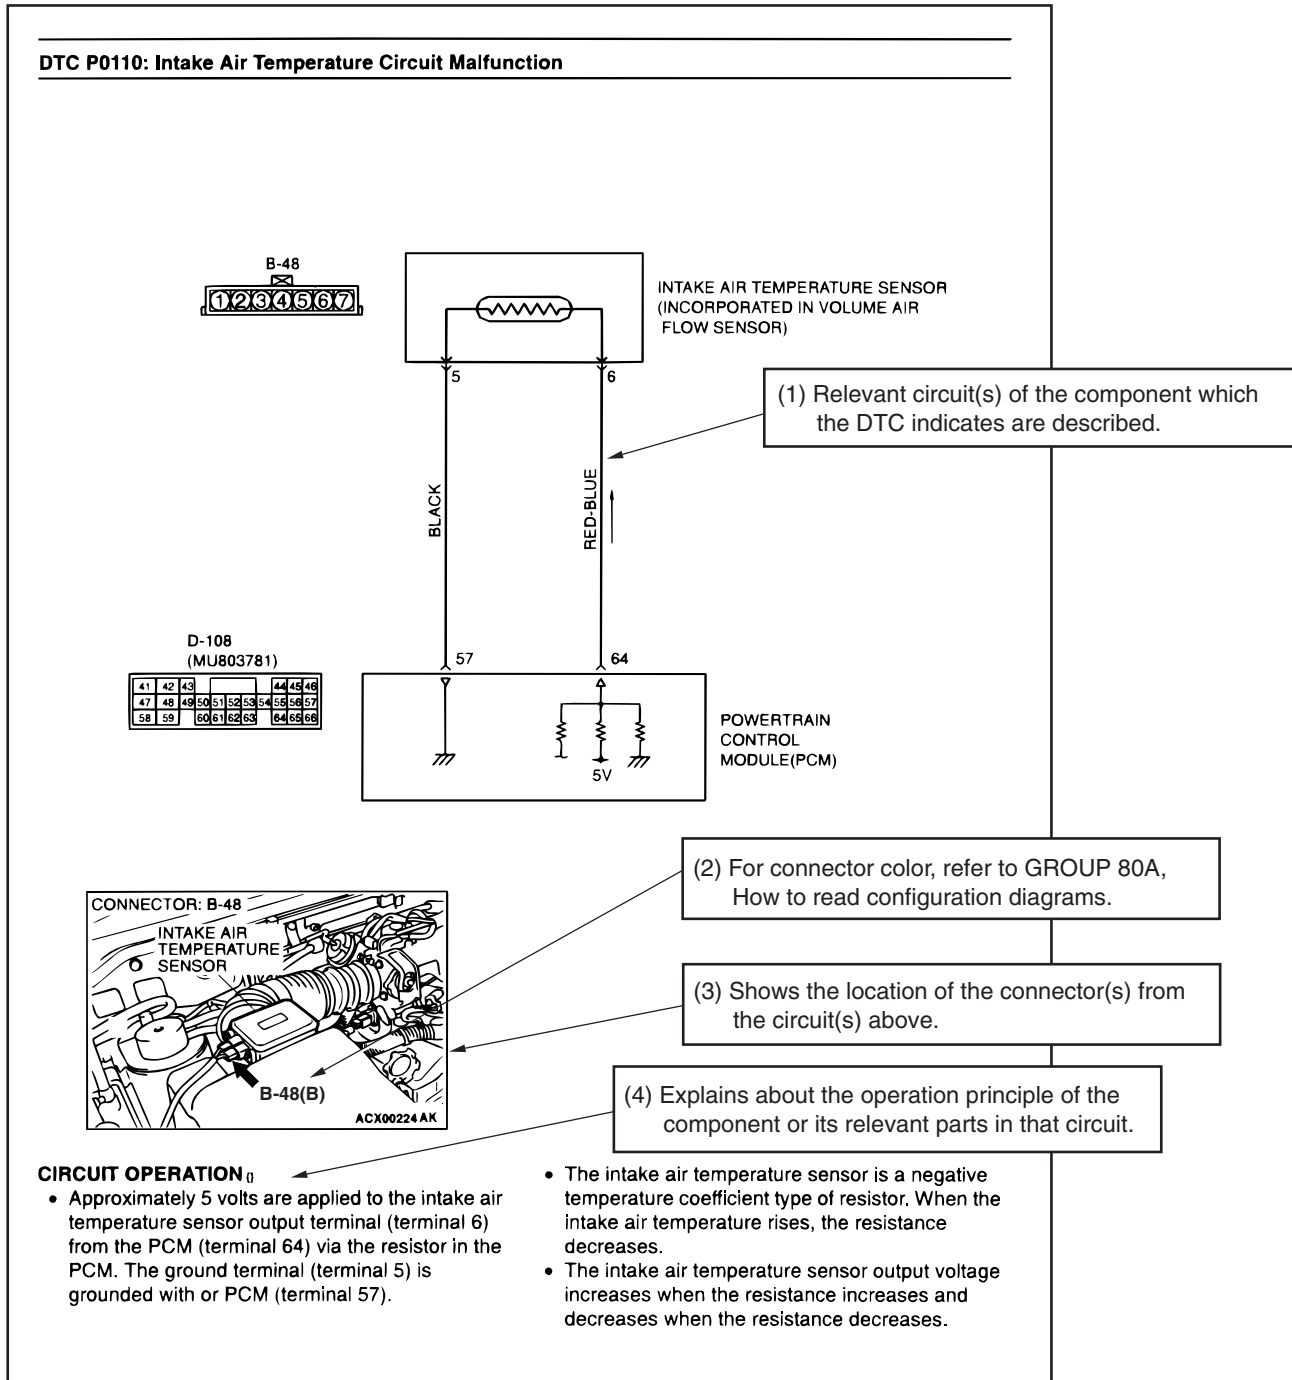 DTC P0110: Intake Air Temperature Circuit Malfunction
B-48
1 2 3 4 5 6 7
INTAKE AIR TEMPERATURE SENSOR
(INCORPORATED IN VOLUME AIR
FLOW SENSOR)
5
6
(1) Relevant circuit(s) of the component which
the DTC indicates are described.
BLACK
RED-BLUE
D-108
(MU803781)
57
64
41 42 43 44 45 46
47 48 49 50 51 52 53 54 55 56 57
58 59 60 61 62 63 64 65 66
5V
POWERTRAIN
CONTROL
MODULE(PCM)
(2) For connector color, refer to GROUP 80A,
How to read configuration diagrams.
CONNECTOR: B-48
INTAKE AIR
TEMPERATURE
SENSOR
B-48(B)
ACX00224AK
(3) Shows the location of the connector(s) from
the circuit(s) above.
(4) Explains about the operation principle of the
component or its relevant parts in that circuit.
CIRCUIT OPERATION
• Approximately 5 volts are applied to the intake air
temperature sensor output terminal (terminal 6)
from the PCM (terminal 64) via the resistor in the
PCM. The ground terminal (terminal 5) is
grounded with or PCM (terminal 57).
• The intake air temperature sensor is a negative
temperature coefficient type of resistor. When the
intake air temperature rises, the resistance
decreases.
• The intake air temperature sensor output voltage
increases when the resistance increases and
decreases when the resistance decreases.